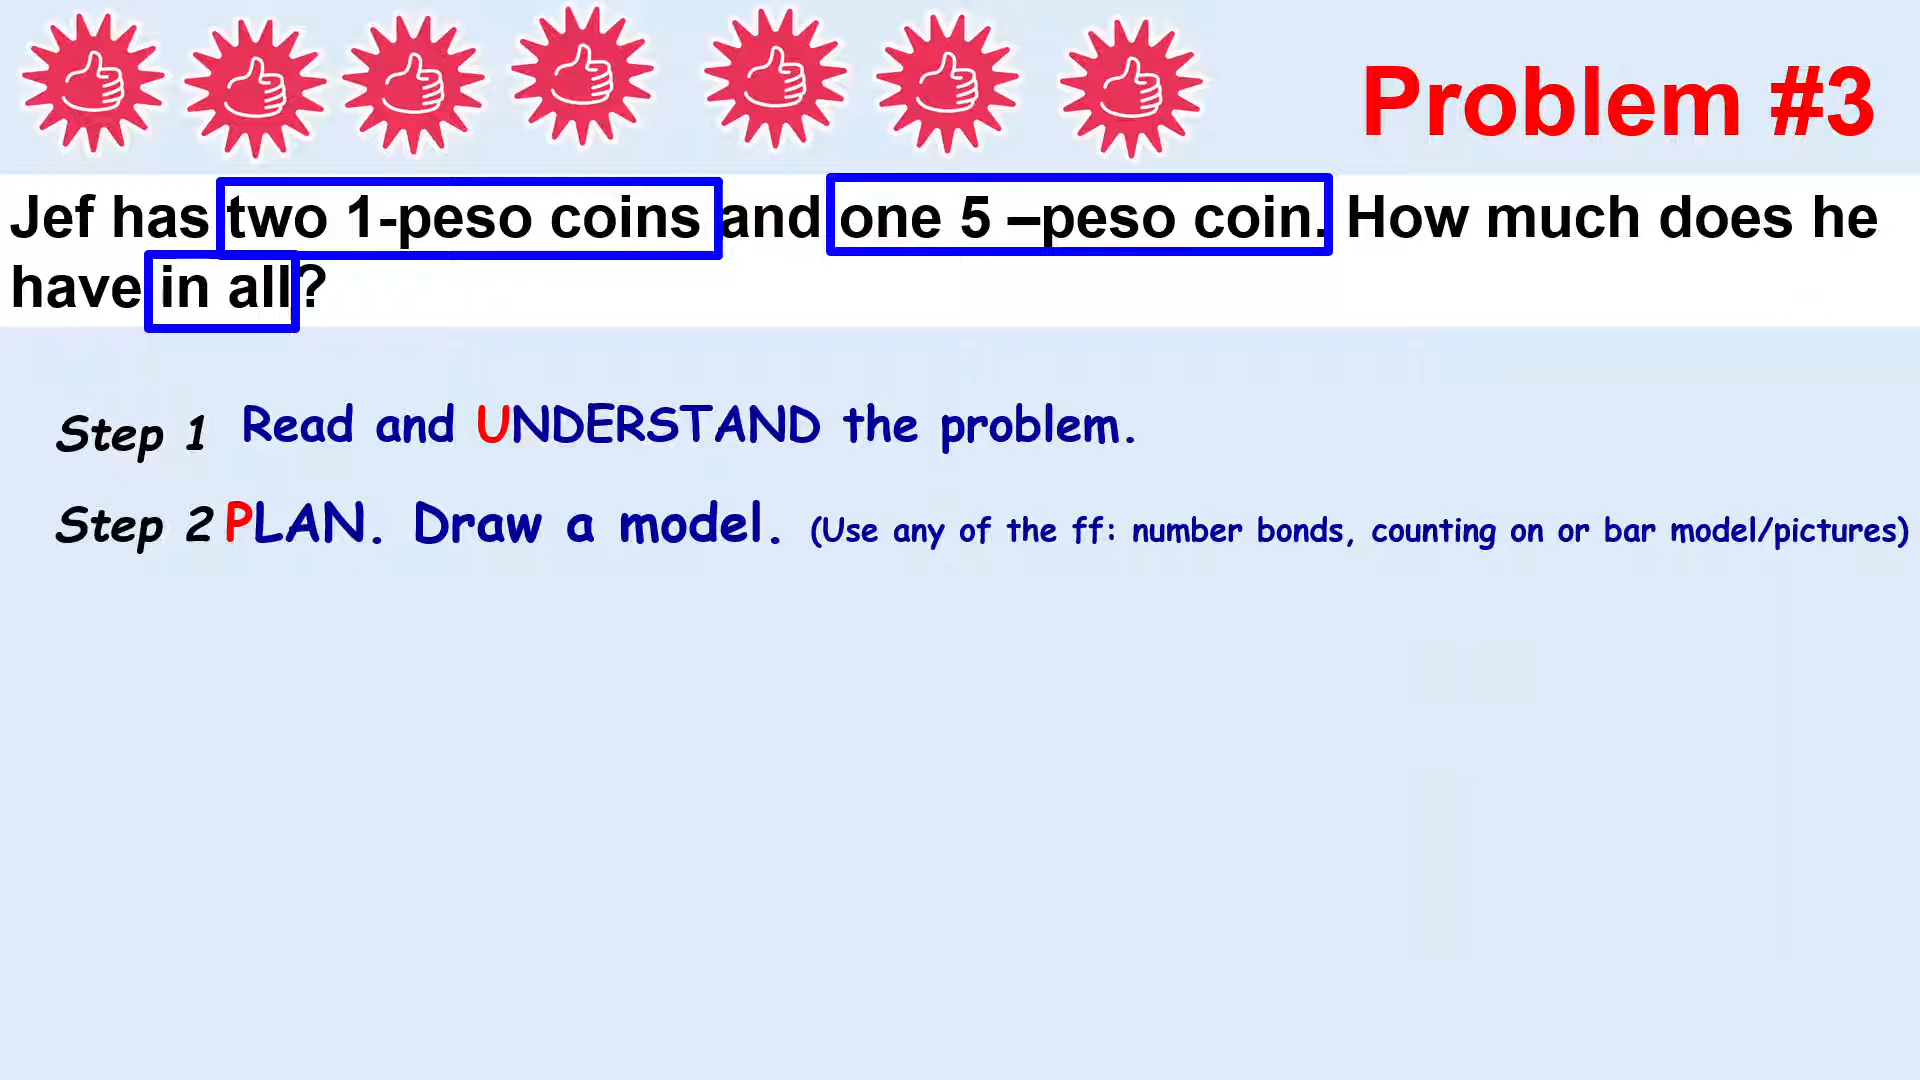 Problem #3
Jef has two 1-peso coins and one 5 –peso coin. How much does he
have in all?
Step 1 Read and UNDERSTAND the problem.
Step 2 PLAN. Draw a model. (Use any of the ff: number bonds, counting on or bar model/pictures)